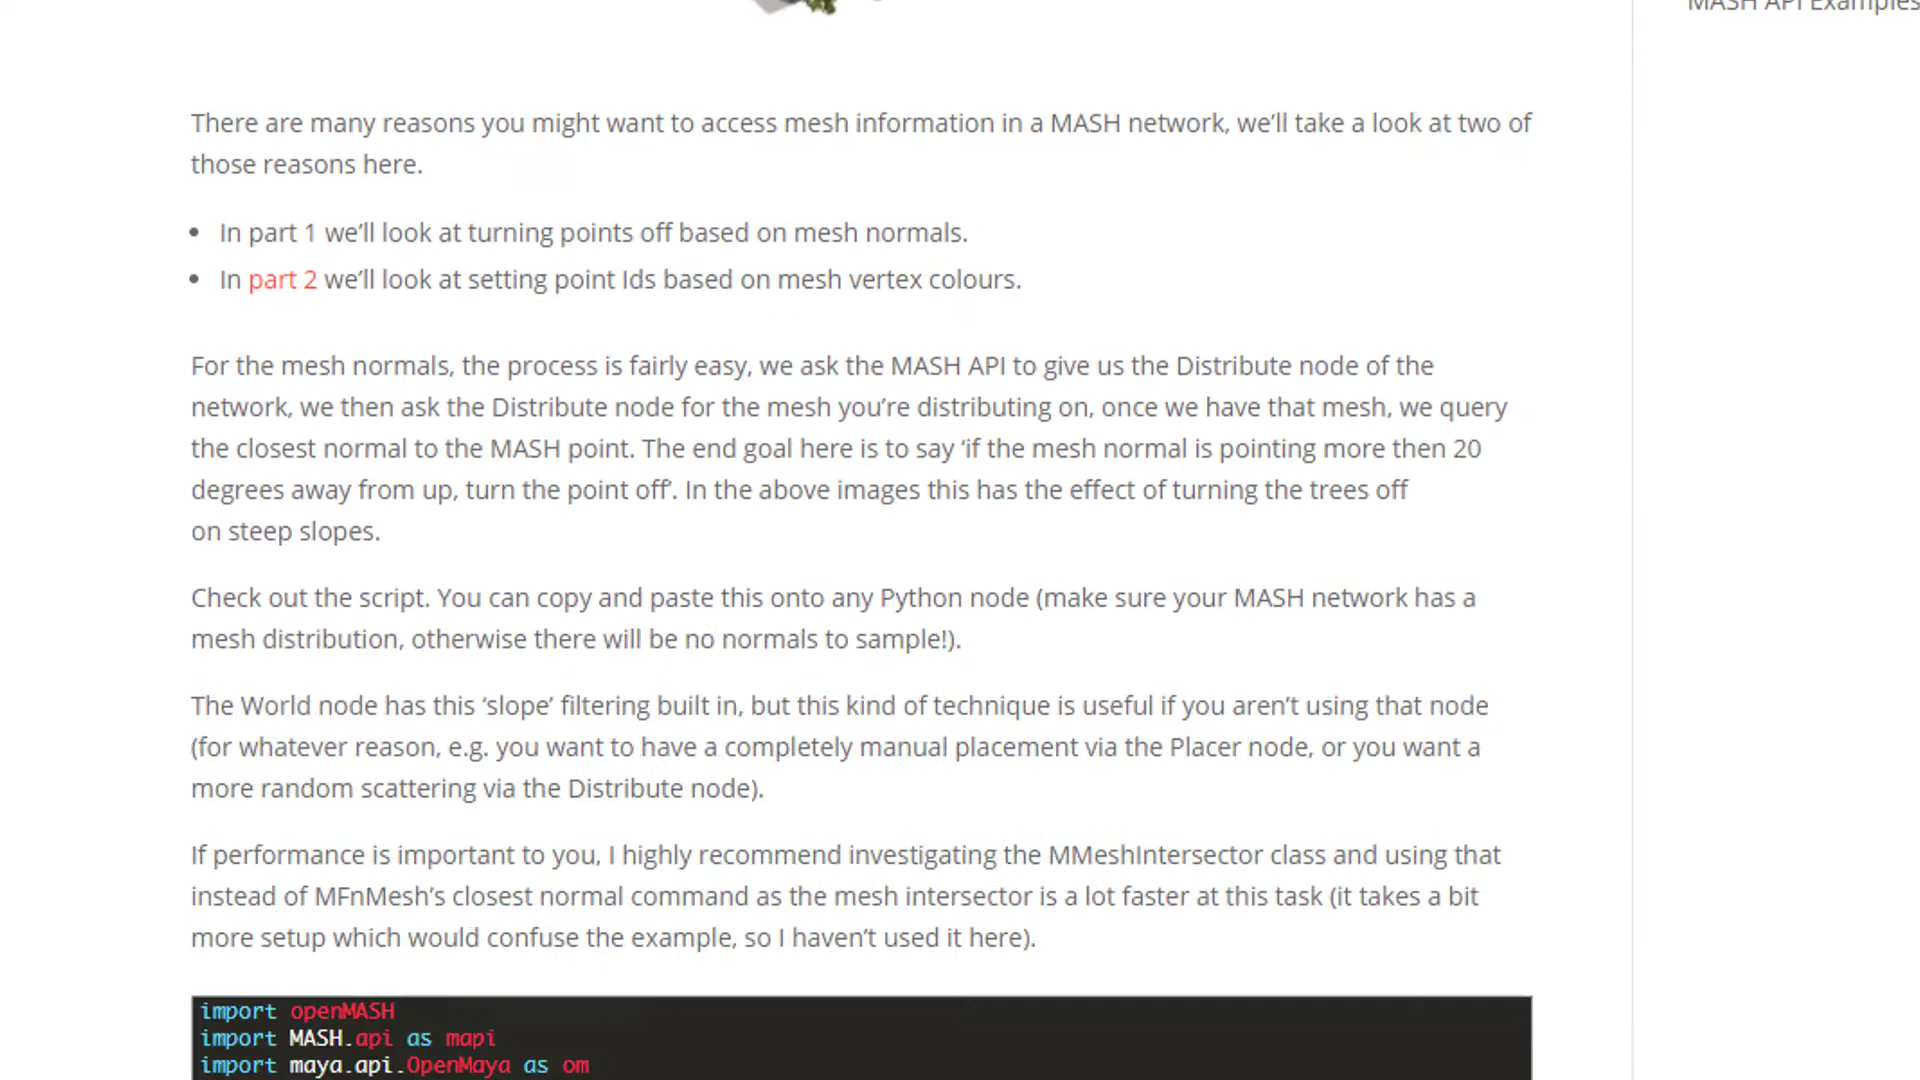 MASH API Examples
There are many reasons you might want to access mesh information in a MASH network, we’ll take a look at two of
those reasons here.
• In part 1 we’ll look at turning points off based on mesh normals.
• In part 2 we’ll look at setting point Ids based on mesh vertex colours.
For the mesh normals, the process is fairly easy, we ask the MASH API to give us the Distribute node of the
network, we then ask the Distribute node for the mesh you’re distributing on, once we have that mesh, we query
the closest normal to the MASH point. The end goal here is to say ‘if the mesh normal is pointing more then 20
degrees away from up, turn the point off’. In the above images this has the effect of turning the trees off
on steep slopes.
Check out the script. You can copy and paste this onto any Python node (make sure your MASH network has a
mesh distribution, otherwise there will be no normals to sample!).
The World node has this ‘slope’ filtering built in, but this kind of technique is useful if you aren’t using that node
(for whatever reason, e.g. you want to have a completely manual placement via the Placer node, or you want a
more random scattering via the Distribute node).
If performance is important to you, I highly recommend investigating the MMeshIntersector class and using that
instead of MFnMesh’s closest normal command as the mesh intersector is a lot faster at this task (it takes a bit
more setup which would confuse the example, so I haven’t used it here).
import openMASH
import MASH.api as mapi
import maya.api.OpenMaya as om